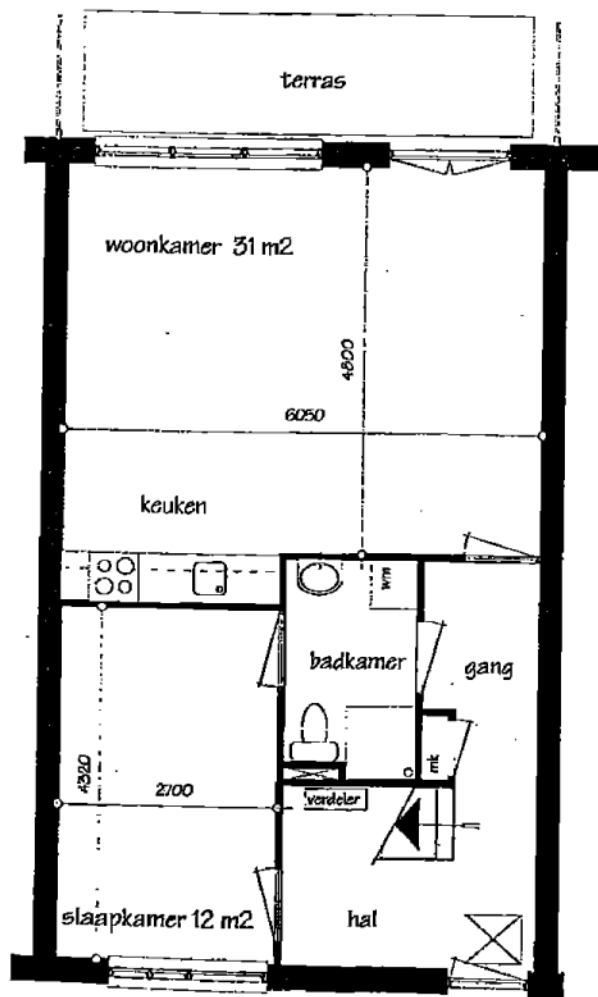 terras
woonkamer 31 m2
4800
6050
keuken
wm
badkamer
gang
mk
4320
2700
verdeler
slaapkamer 12 m2
hal